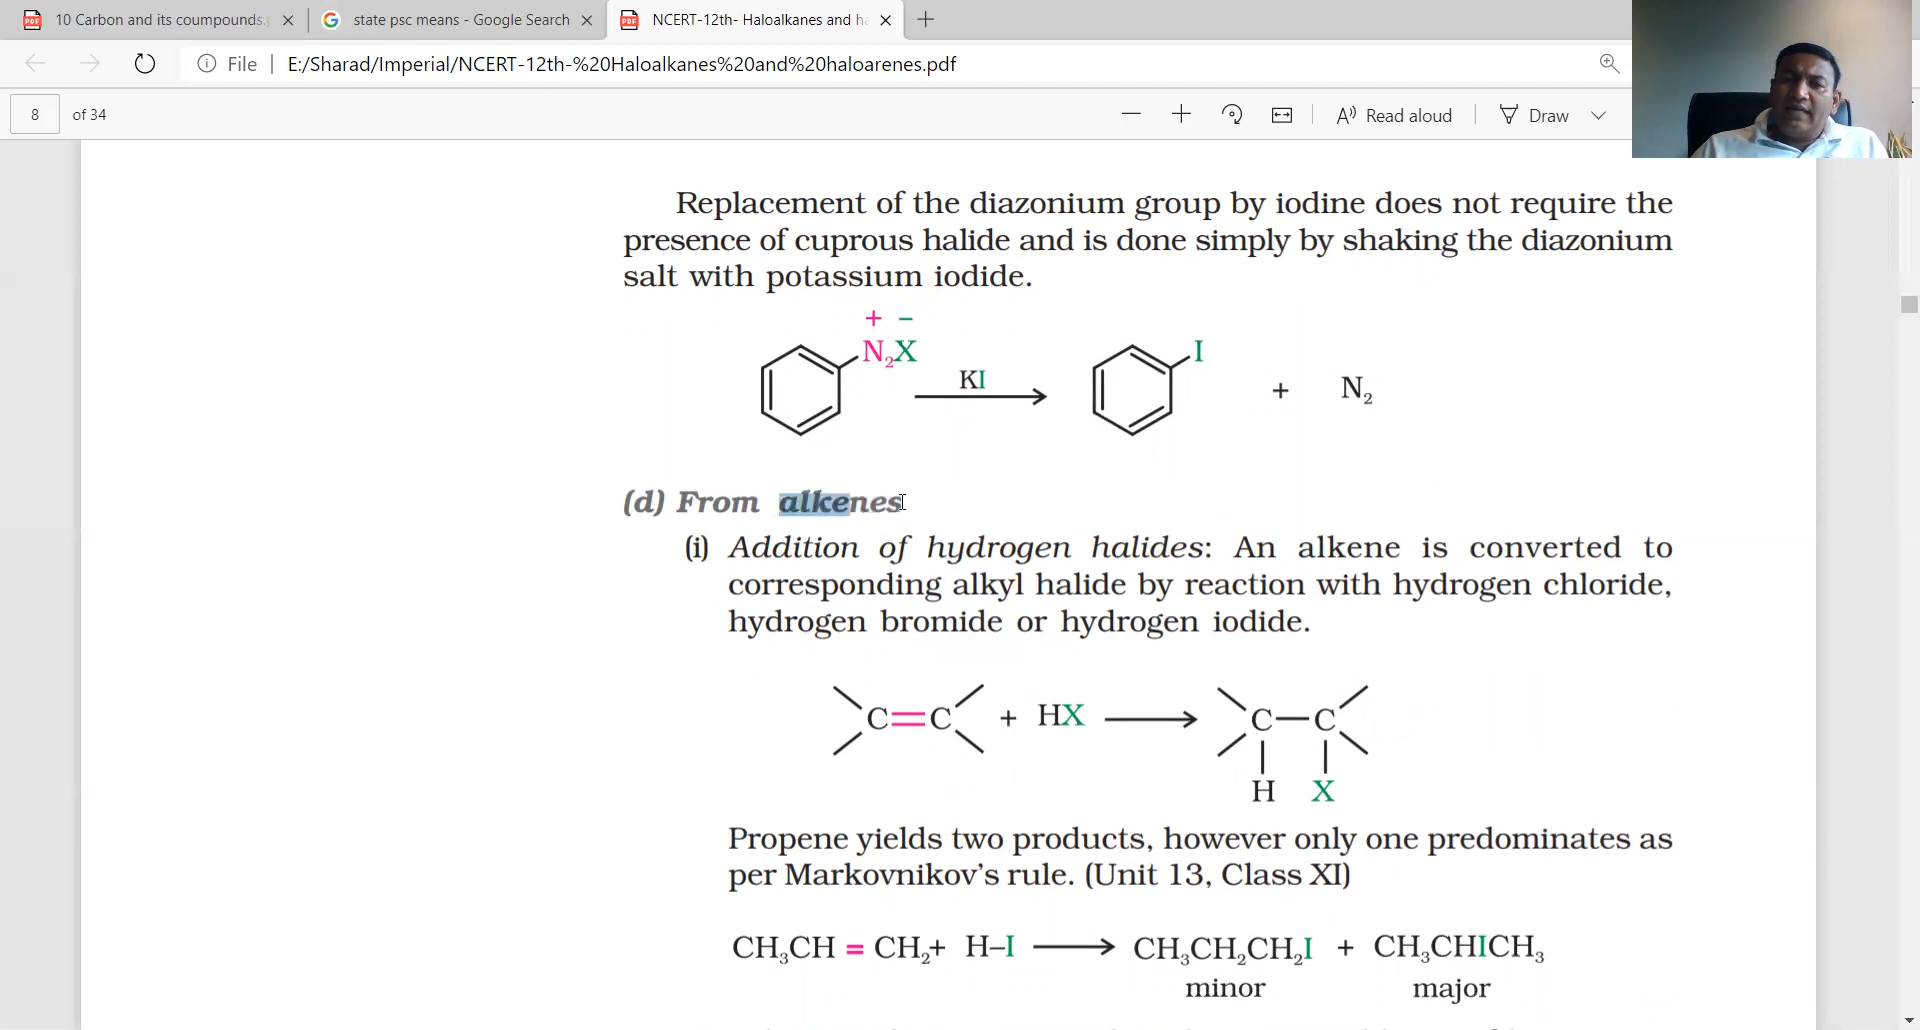 10 Carbon and its coumpounds.
state psc means - Google Search
NCERT-12th- Haloalkanes and ha
File
E:/Sharad/Imperial/NCERT-12th-%20Haloalkanes%20and%20haloarenes.pdf
8 of 34
Read aloud
Draw
Replacement of the diazonium group by iodine does not require the
presence of cuprous halide and is done simply by shaking the diazonium
salt with potassium iodide.
+ −
N₂X
KI
I
+ N₂
(d) From alkenes
(i) Addition of hydrogen halides: An alkene is converted to
corresponding alkyl halide by reaction with hydrogen chloride,
hydrogen bromide or hydrogen iodide.
C=C + HX ⟶ C—C
H X
Propene yields two products, however only one predominates as
per Markovnikov's rule. (Unit 13, Class XI)
CH₃CH = CH₂+ H–I ⟶ CH₃CH₂CH₂I + CH₃CHICH₃
minor major